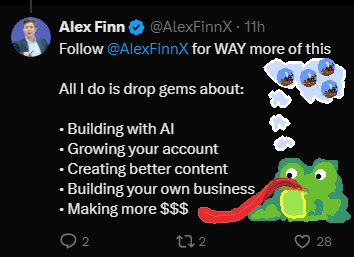 Alex Finn @AlexFinnX · 11h
Follow @AlexFinnX for WAY more of this
All I do is drop gems about:
• Building with AI
• Growing your account
• Creating better content
• Building your own business
• Making more $$$
2 2 28